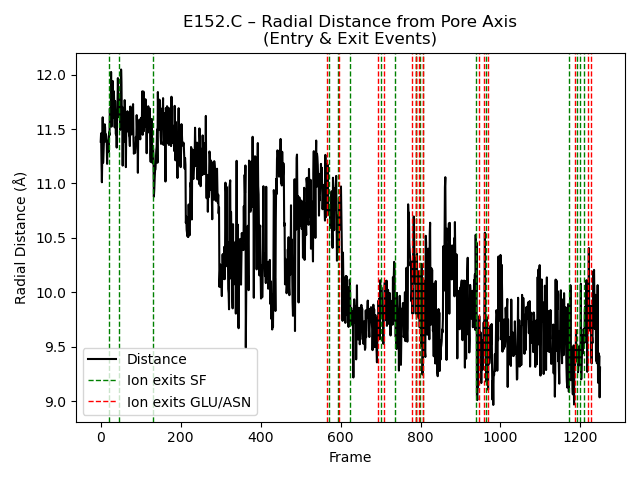 E152.C – Radial Distance from Pore Axis
(Entry & Exit Events)
12.0
11.5
11.0
10.5
10.0
9.5
9.0
Radial Distance (Å)
Distance
Ion exits SF
Ion exits GLU/ASN
0 200 400 600 800 1000 1200
Frame